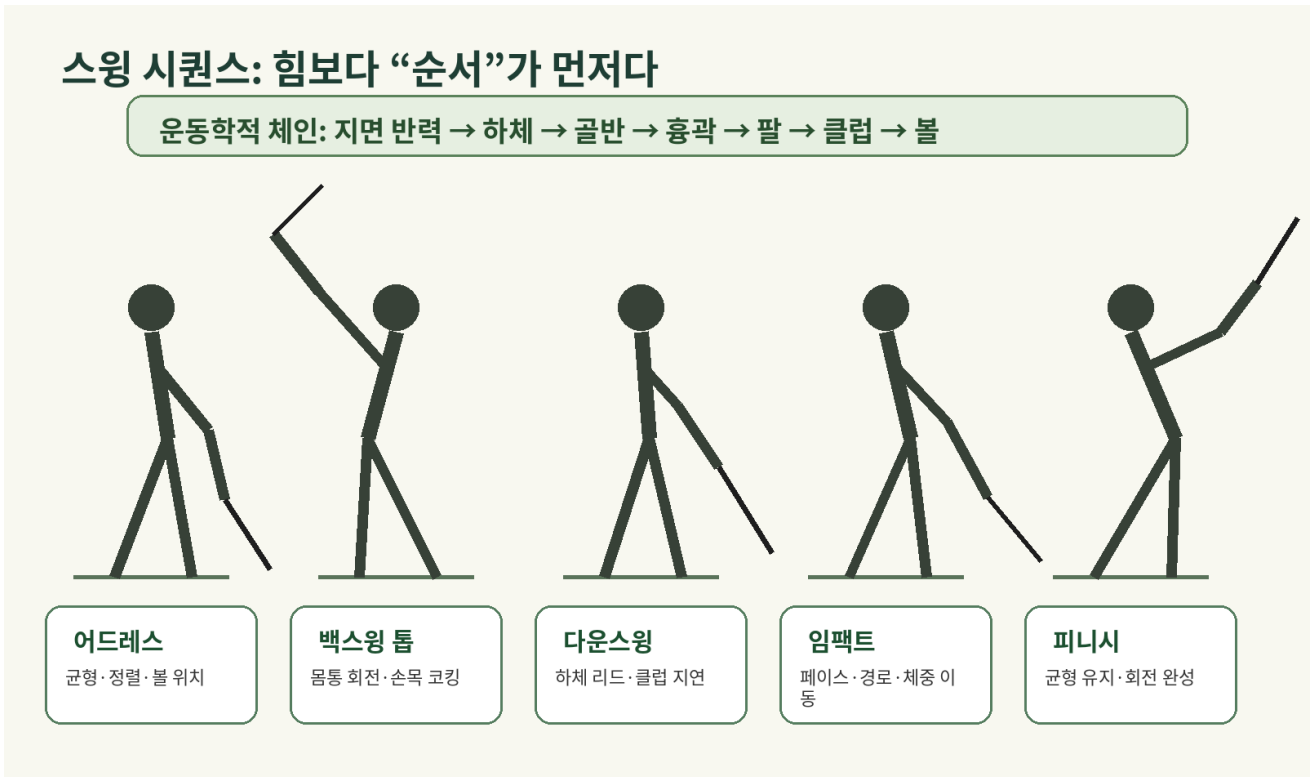 스윙 시퀀스: 힘보다 “순서”가 먼저다
운동학적 체인: 지면 반력 → 하체 → 골반 → 흉곽 → 팔 → 클럽 → 볼
어드레스
균형·정렬·볼 위치
백스윙 톱
몸통 회전·손목 코킹
다운스윙
하체 리드·클럽 지연
임팩트
페이스·경로·체중 이
동
피니시
균형 유지·회전 완성